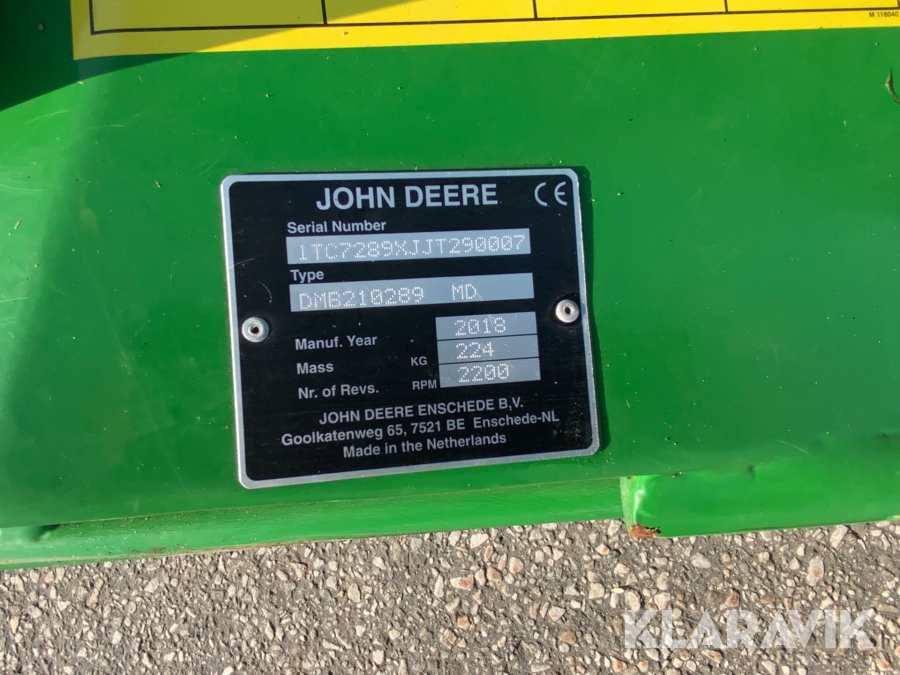 M 118040
JOHN DEERE CE
Serial Number
1TC7289XJJT290007
Type
DMB210289 MD
Manuf. Year 2018
Mass KG 224
Nr. of Revs. RPM 2200
JOHN DEERE ENSCHEDE B,V.
Goolkatenweg 65, 7521 BE Enschede-NL
Made in the Netherlands
KLARAVIK